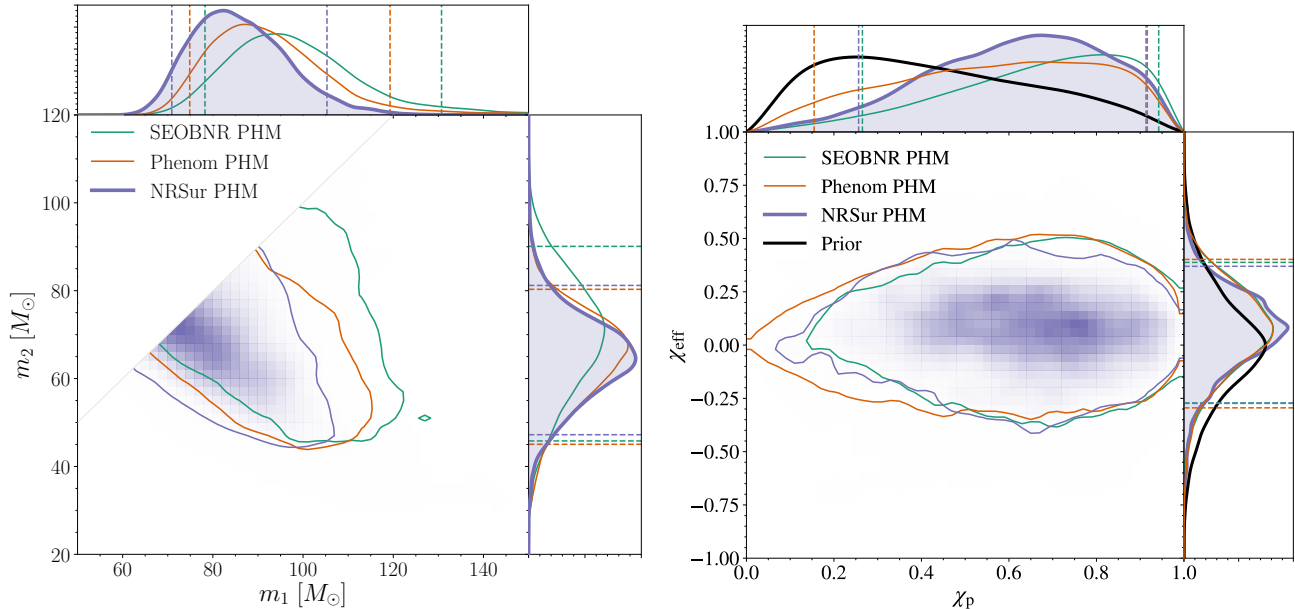 120
100
80
60
40
20
60
80
100
120
140
m₂ [M⊙]
m₁ [M⊙]
SEOBNR PHM
Phenom PHM
NRSur PHM
1.00
0.75
0.50
0.25
0.00
−0.25
−0.50
−0.75
−1.00
0.0
0.2
0.4
0.6
0.8
1.0
χeff
χp
SEOBNR PHM
Phenom PHM
NRSur PHM
Prior